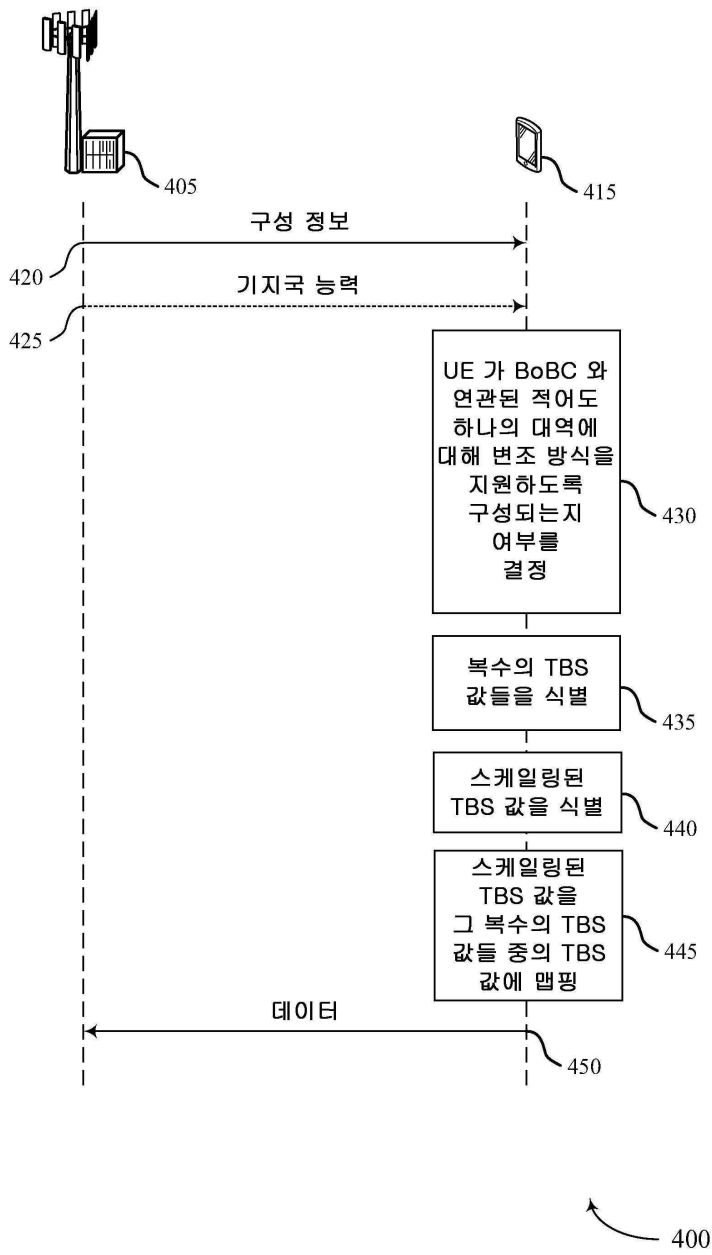 405
415
구성 정보
420
기지국 능력
425
UE 가 BoBC 와
연관된 적어도
하나의 대역에
대해 변조 방식을
지원하도록
구성되는지
여부를
결정
430
복수의 TBS
값들을 식별
435
스케일링된
TBS 값을 식별
440
스케일링된
TBS 값을
그 복수의 TBS
값들 중의 TBS
값에 맵핑
445
데이터
450
400